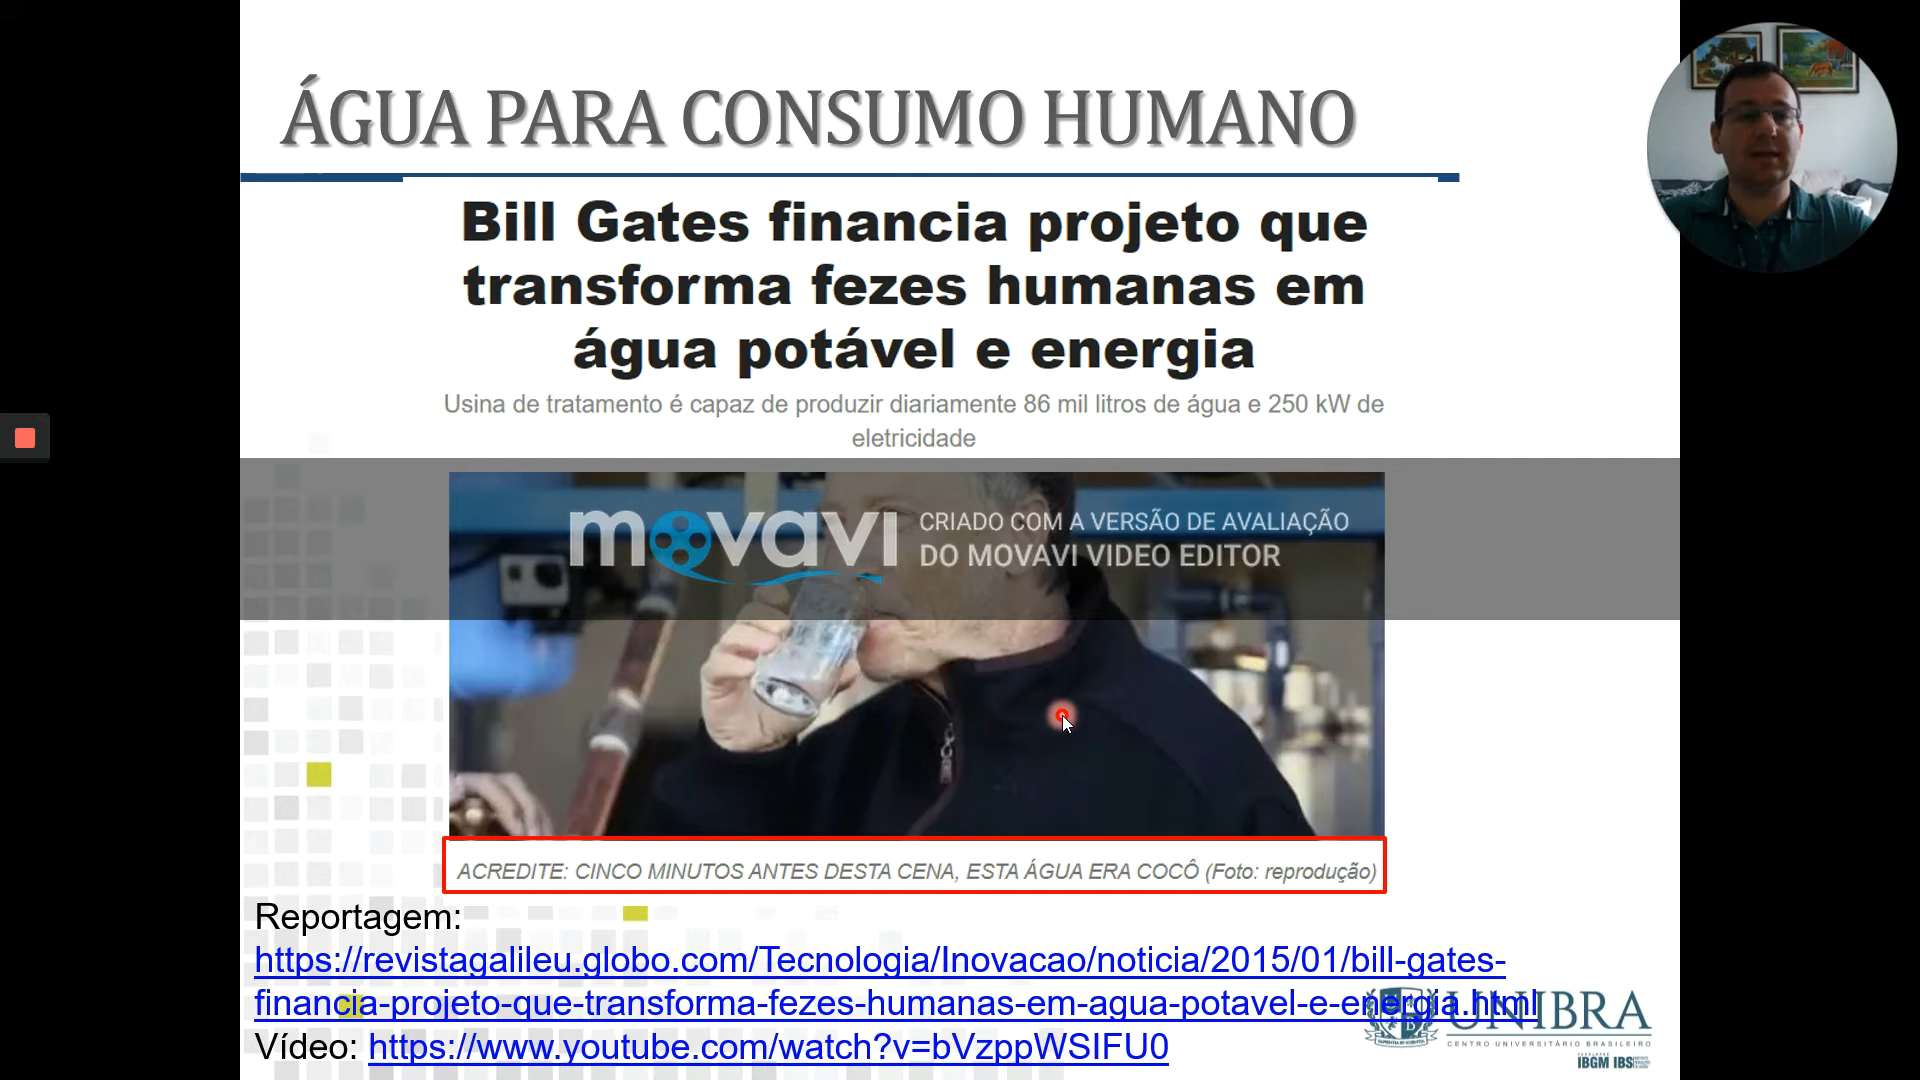 ÁGUA PARA CONSUMO HUMANO
Bill Gates financia projeto que
transforma fezes humanas em
água potável e energia
Usina de tratamento é capaz de produzir diariamente 86 mil litros de água e 250 kW de
eletricidade
movavi
CRIADO COM A VERSÃO DE AVALIAÇÃO
DO MOVAVI VIDEO EDITOR
ACREDITE: CINCO MINUTOS ANTES DESTA CENA, ESTA ÁGUA ERA COCÔ (Foto: reprodução)
Reportagem:
https://revistagalileu.globo.com/Tecnologia/Inovacao/noticia/2015/01/bill-gates-
financia-projeto-que-transforma-fezes-humanas-em-agua-potavel-e-energia.html
Vídeo: https://www.youtube.com/watch?v=bVzppWSIFU0
UNIBRA
CENTRO UNIVERSITÁRIO BRASILEIRO
IBGM IBS